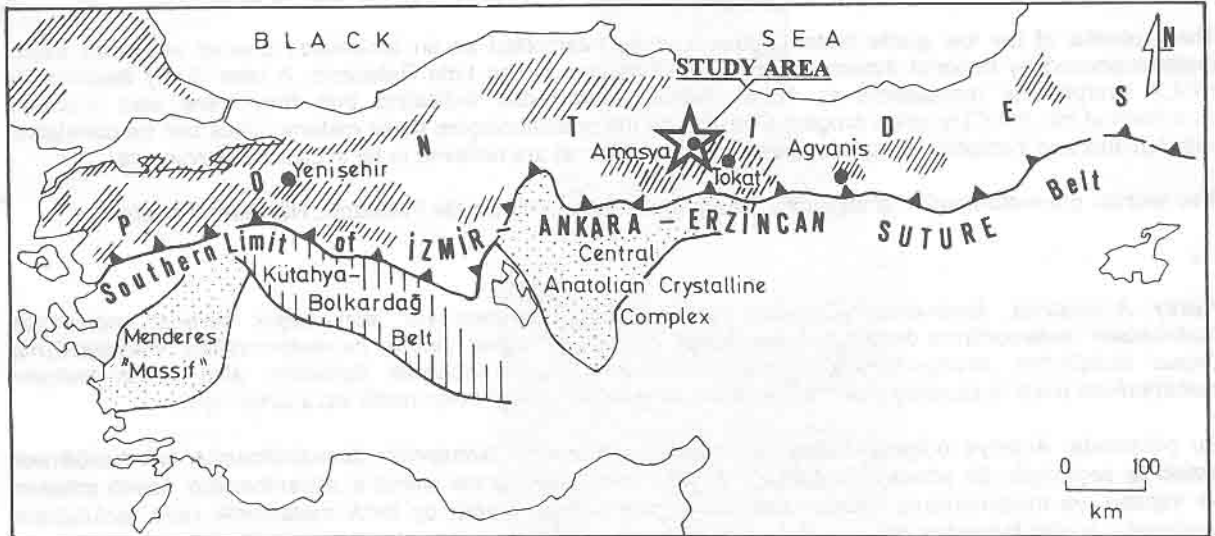 BLACK SEA
N
STUDY AREA
PONTIDES
Amasya
Agvanis
Tokat
Yenişehir
Southern Limit of İZMİR - ANKARA - ERZİNCAN SUTURE Belt
Central
Anatolian Crystalline
Complex
Kütahya-
Bolkardağ
Belt
Menderes
"Massif"
0 100
km